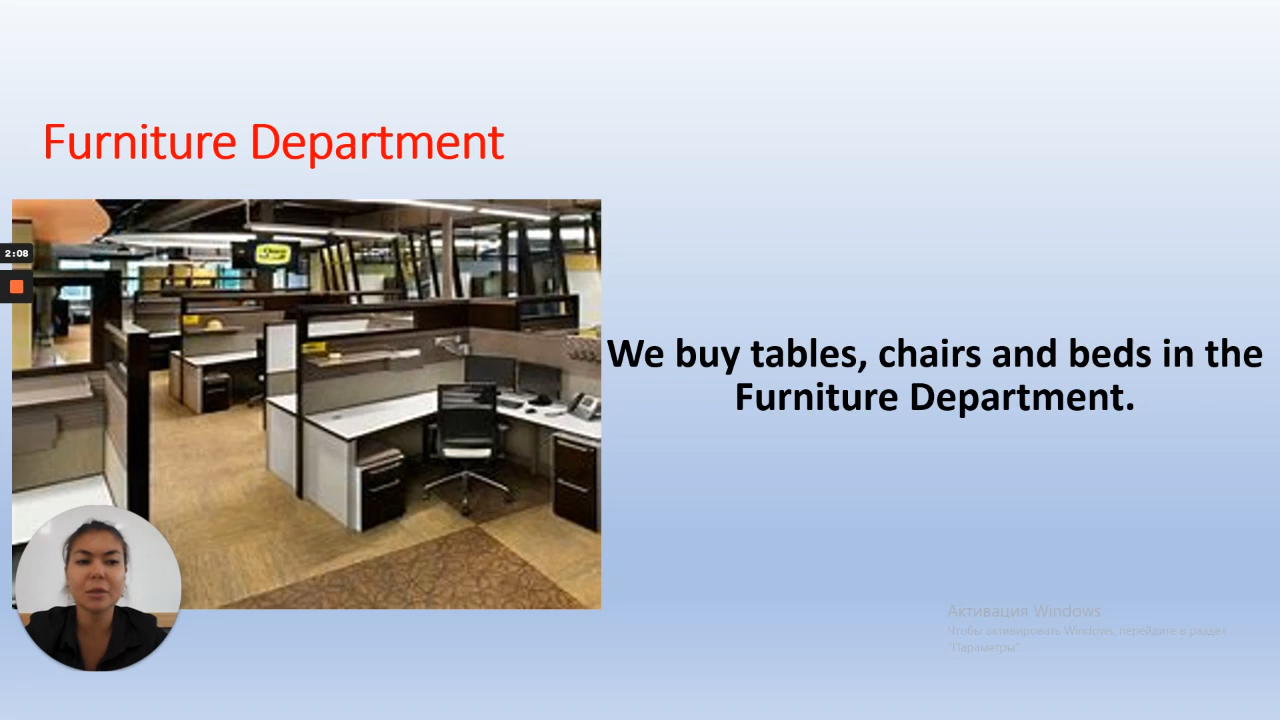 Furniture Department
2:08
We buy tables, chairs and beds in the
Furniture Department.
Активация Windows
Чтобы активировать Windows, перейдите в раздел
"Параметры".